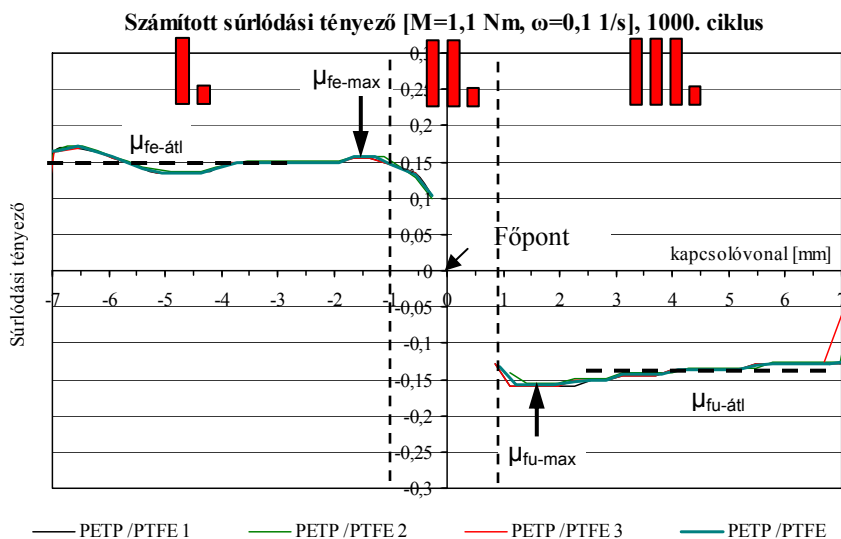 Számított súrlódási tényező [M=1,1 Nm, ω=0,1 1/s], 1000. ciklus
0,3
0,25
0,2
0,15
0,1
0,05
0
-0,05
-0,1
-0,15
-0,2
-0,25
-0,3
Súrlódási tényező
μfe-max
μfe-átl
Főpont
kapcsolóvonal [mm]
-7 -6 -5 -4 -3 -2 -1 0 1 2 3 4 5 6 7
μfu-átl
μfu-max
PETP /PTFE 1 PETP /PTFE 2 PETP /PTFE 3 PETP /PTFE